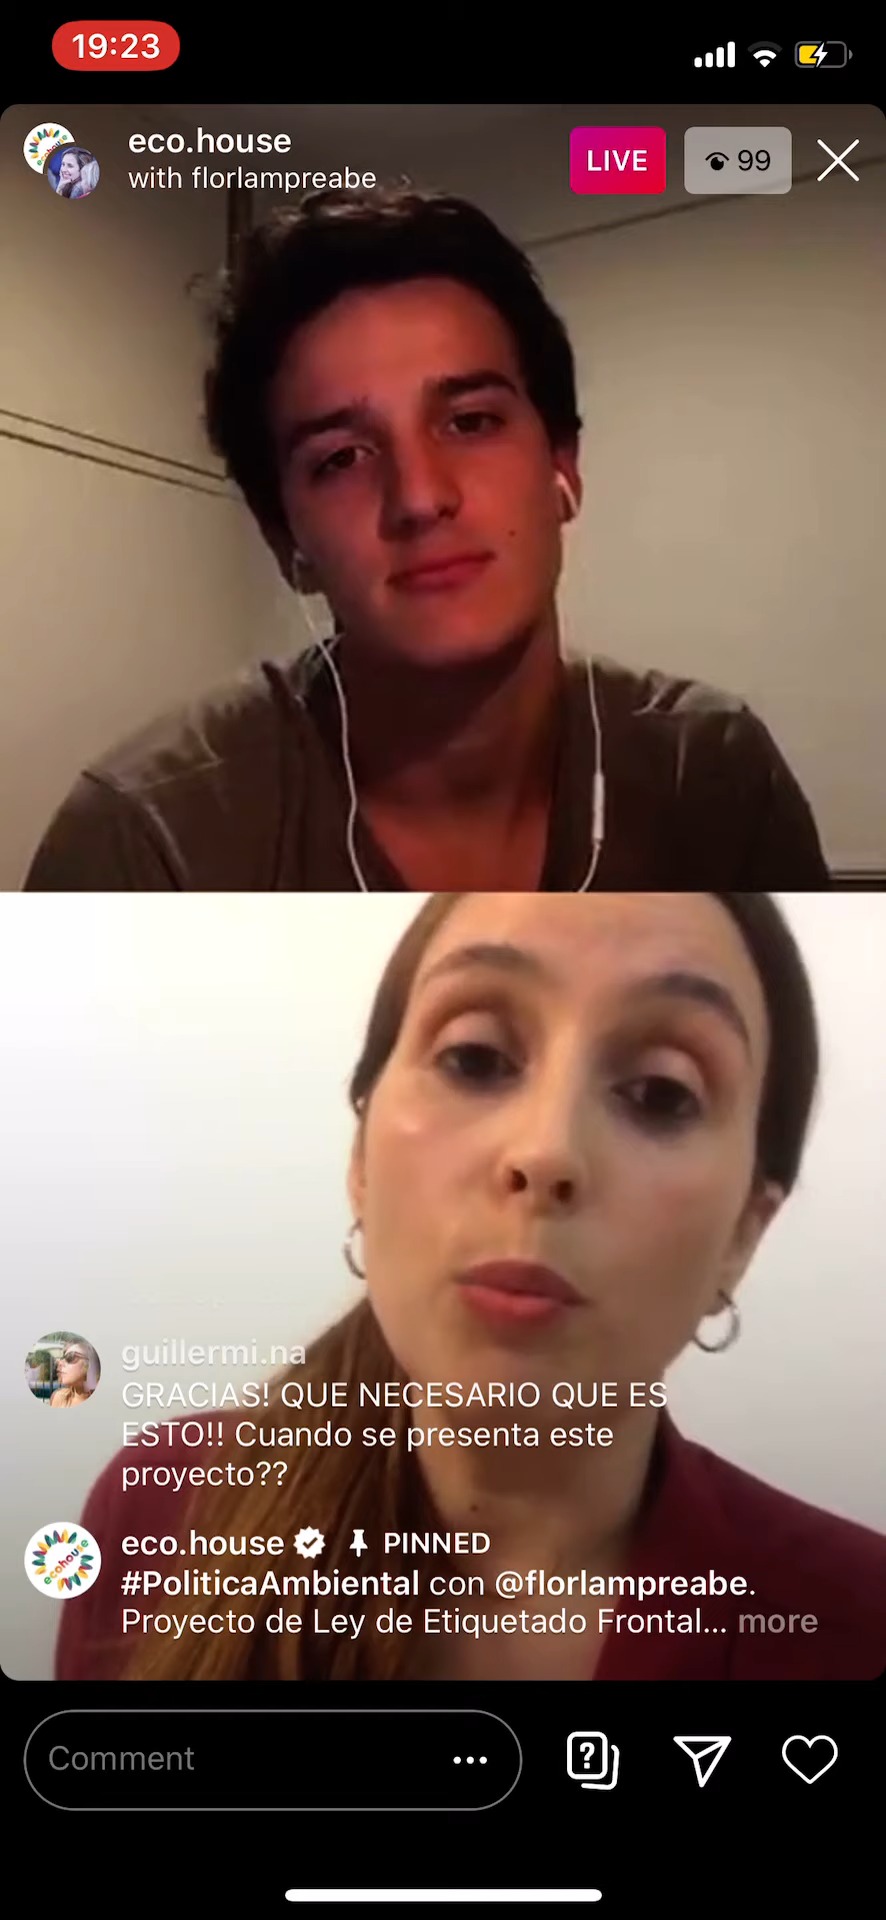 19:23
eco.house
with florlampreabe
LIVE
99
guillermi.na
GRACIAS! QUE NECESARIO QUE ES
ESTO!! Cuando se presenta este
proyecto??
ecohouse
eco.house PINNED
#PoliticaAmbiental con @florlampreabe.
Proyecto de Ley de Etiquetado Frontal... more
Comment